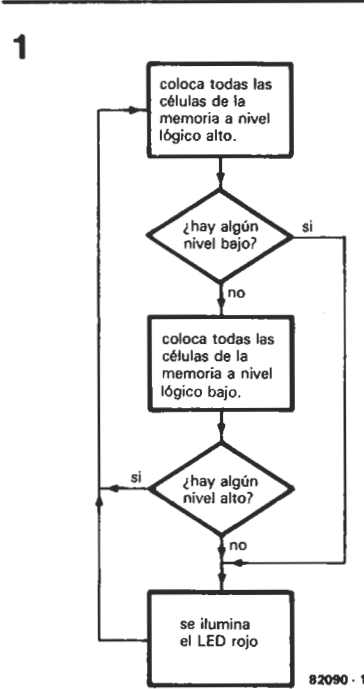 1
coloca todas las
células de la
memoria a nivel
lógico alto.
¿hay algún
nivel bajo?
si
no
coloca todas las
células de la
memoria a nivel
lógico bajo.
si
¿hay algún
nivel alto?
no
se ilumina
el LED rojo
82090 - 1